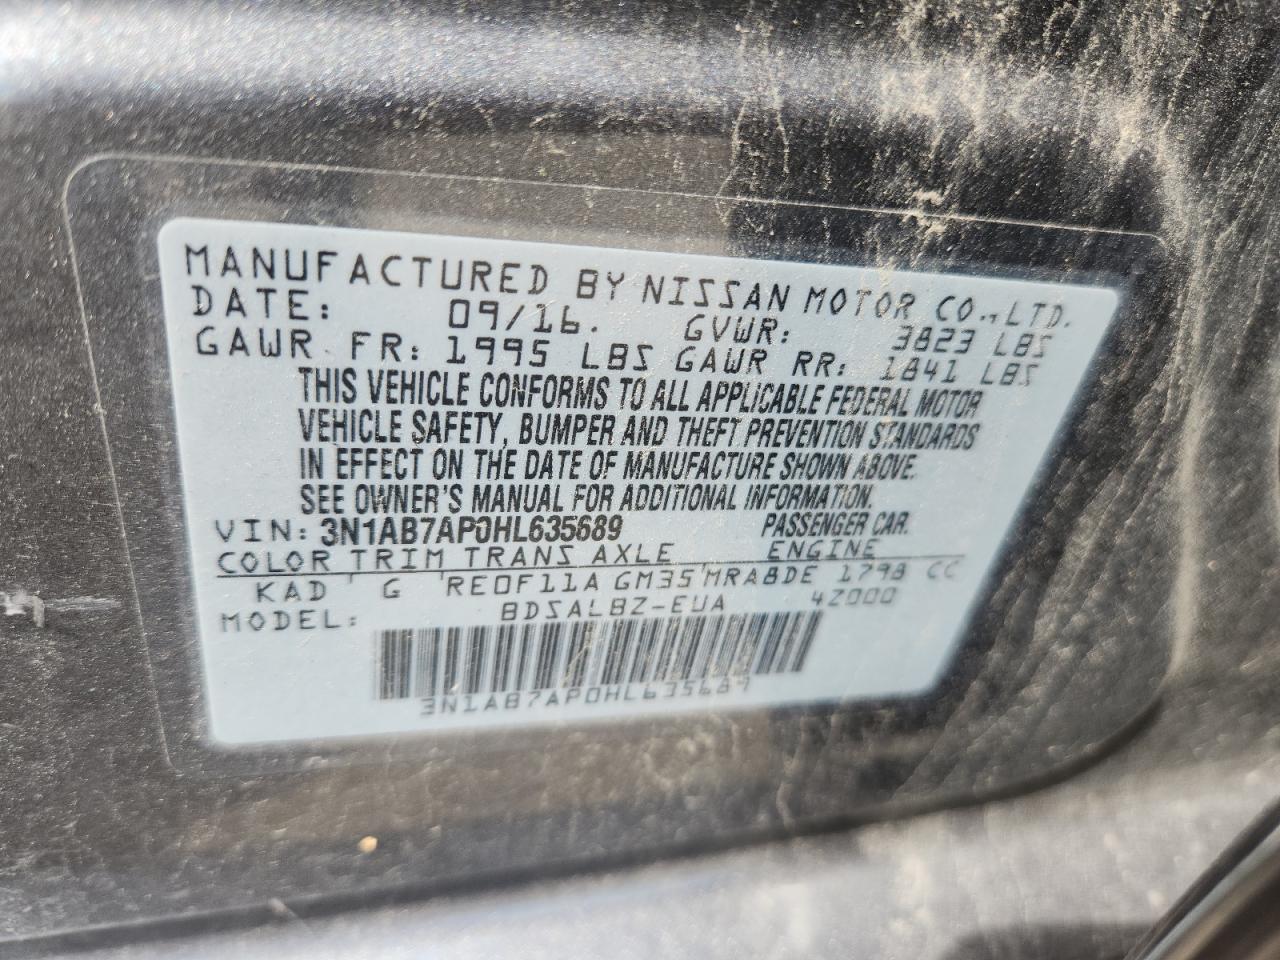 MANUFACTURED BY NISSAN MOTOR CO., LTD.
DATE: 09/16. GVWR: 3823 LBS
GAWR FR: 1995 LBS GAWR RR: 1841 LBS
THIS VEHICLE CONFORMS TO ALL APPLICABLE FEDERAL MOTOR
VEHICLE SAFETY, BUMPER AND THEFT PREVENTION STANDARDS
IN EFFECT ON THE DATE OF MANUFACTURE SHOWN ABOVE.
SEE OWNER'S MANUAL FOR ADDITIONAL INFORMATION.
VIN: 3N1AB7AP0HL635689 PASSENGER CAR.
COLOR TRIM TRANS AXLE ENGINE
KAD G RE0F11A GM35 MRA8DE 1798 CC
MODEL: BDSALBZ-EUA 4Z000
3N1AB7AP0HL635689